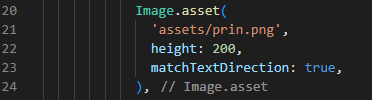 20 Image.asset(
21 'assets/prin.png',
22 height: 200,
23 matchTextDirection: true,
24 ), // Image.asset